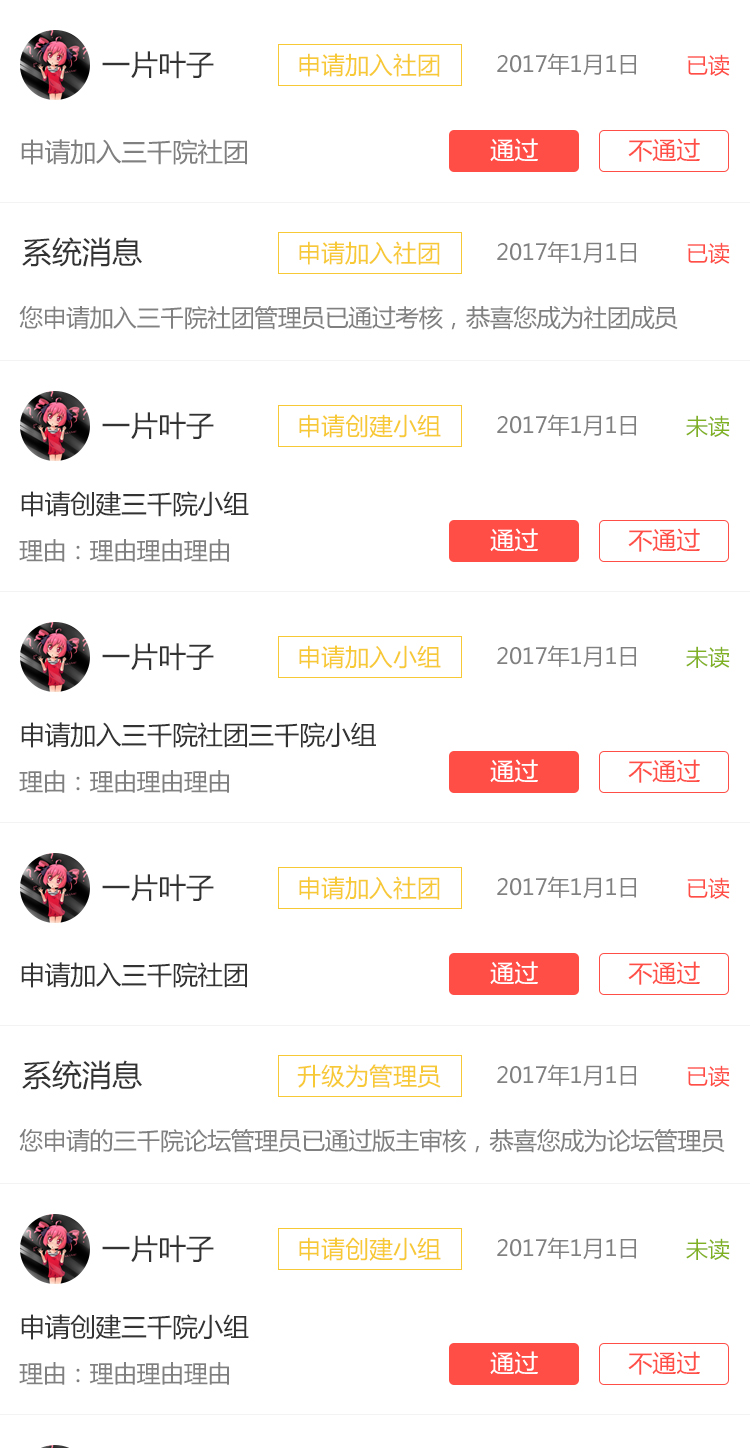 一片叶子 申请加入社团 2017年1月1日 已读
申请加入三千院社团 通过 不通过
系统消息 申请加入社团 2017年1月1日 已读
您申请加入三千院社团管理员已通过考核，恭喜您成为社团成员
一片叶子 申请创建小组 2017年1月1日 未读
申请创建三千院小组
理由：理由理由理由 通过 不通过
一片叶子 申请加入小组 2017年1月1日 未读
申请加入三千院社团三千院小组
理由：理由理由理由 通过 不通过
一片叶子 申请加入社团 2017年1月1日 已读
申请加入三千院社团 通过 不通过
系统消息 升级为管理员 2017年1月1日 已读
您申请的三千院论坛管理员已通过版主审核，恭喜您成为论坛管理员
一片叶子 申请创建小组 2017年1月1日 未读
申请创建三千院小组
理由：理由理由理由 通过 不通过